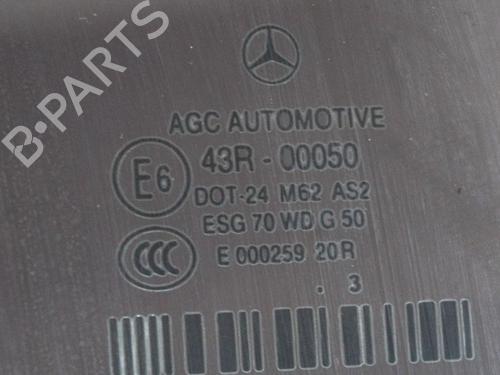 B-Parts
AGC AUTOMOTIVE
E6
43R - 00050
DOT-24 M62 AS2
ESG 70 WD G 50
CCC
E 000259 20R
. 3